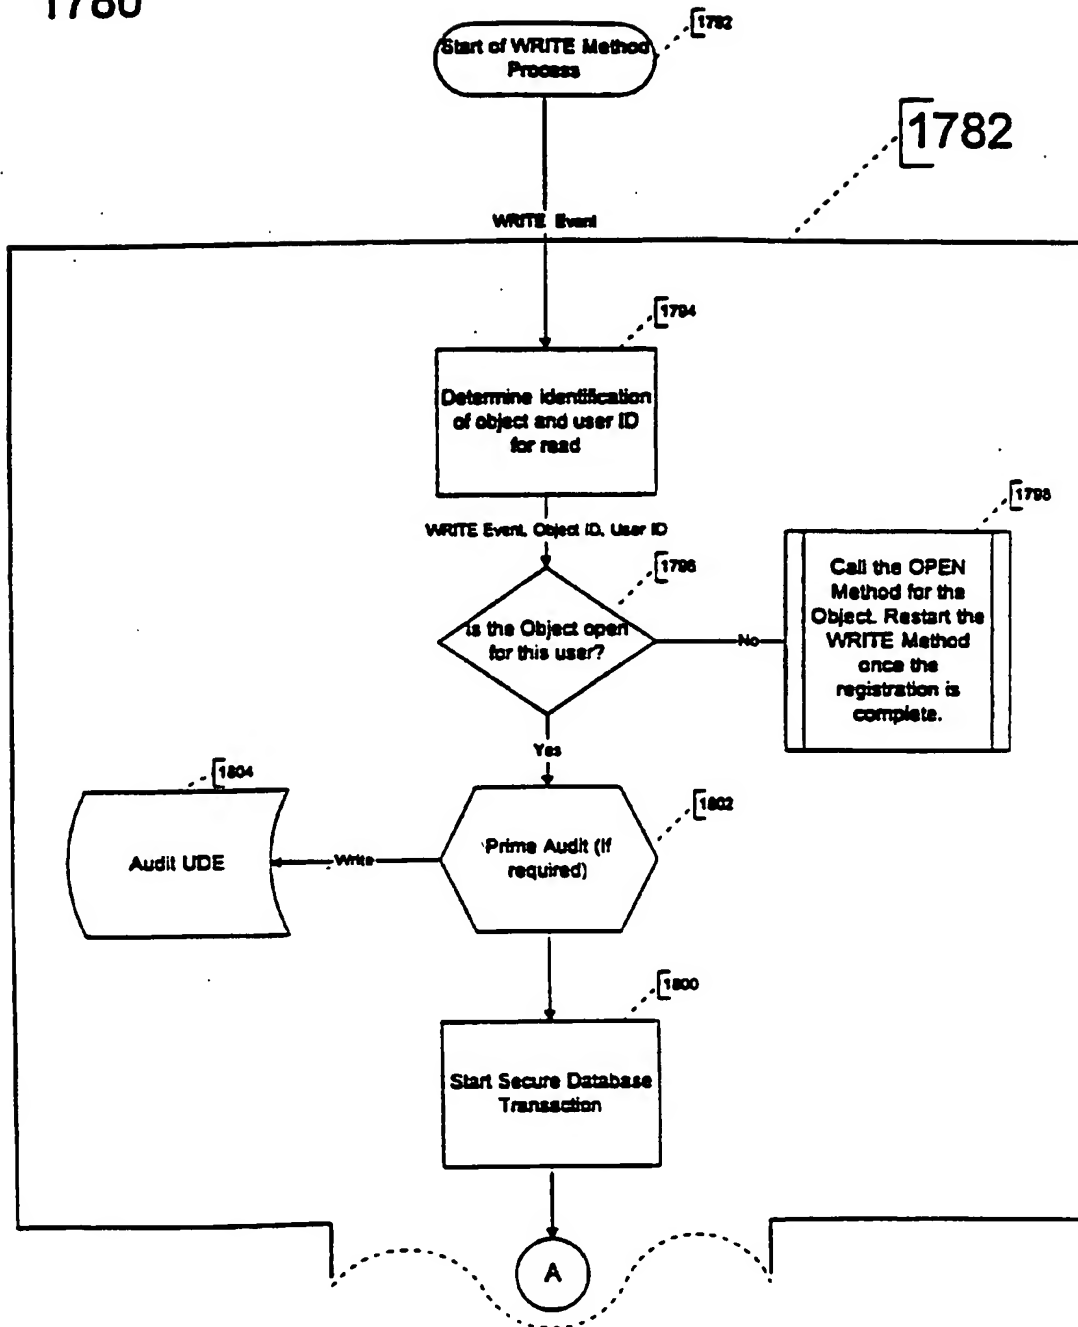 1780
Start of WRITE Method
Process
1792
1782
WRITE Event
1794
Determine identification
of object and user ID
for read
WRITE Event, Object ID, User ID
1796
Is the Object open
for this user?
No
1798
Call the OPEN
Method for the
Object. Restart the
WRITE Method
once the
registration is
complete.
Yes
1804
Audit UDE
Write
1802
Prime Audit (if
required)
1800
Start Secure Database
Transaction
A